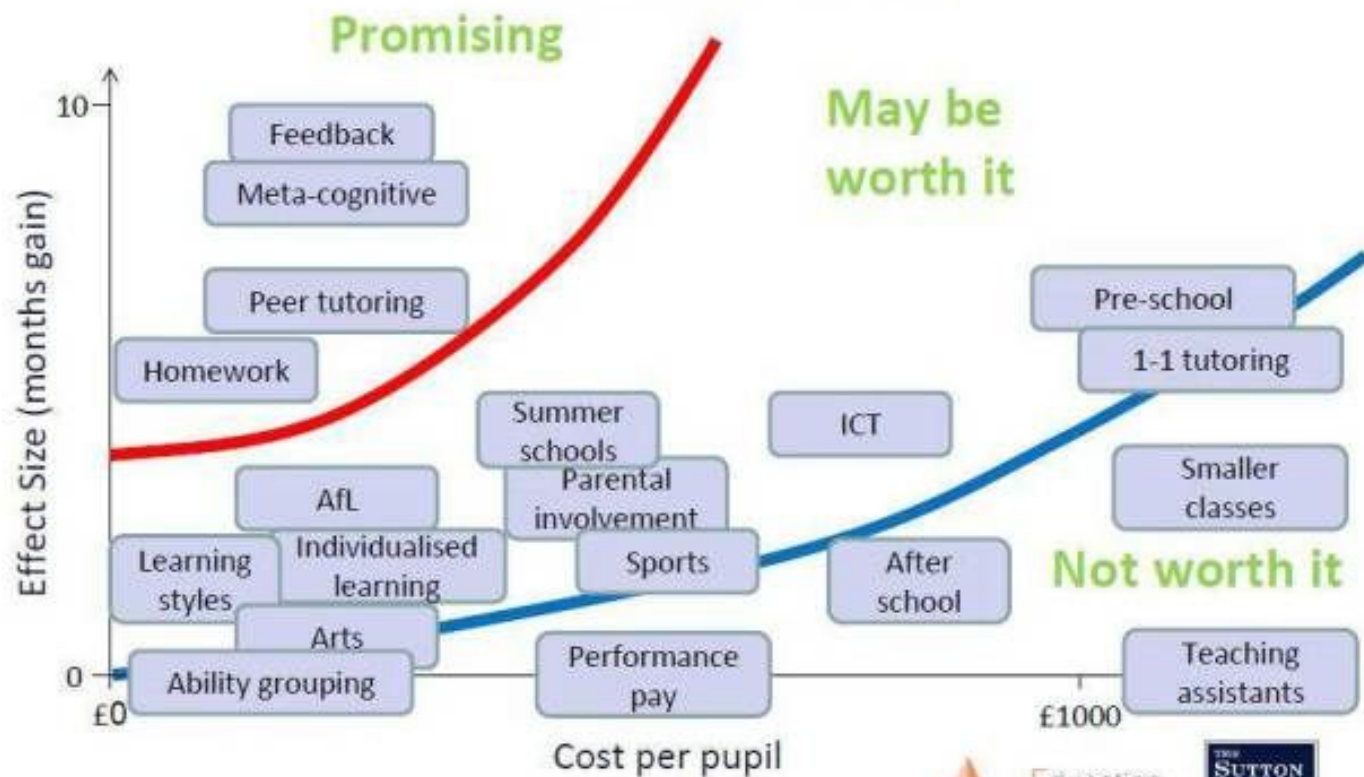 Promising
May be
worth it
10
Feedback
Meta-cognitive
Peer tutoring
Homework
Effect Size (months gain)
Pre-school
1-1 tutoring
Summer
schools
ICT
Parental
involvement
AfL
Smaller
classes
Learning
styles
Individualised
learning
Sports
After
school
Not worth it
Arts
Ability grouping
Performance
pay
Teaching
assistants
0
£0
£1000
Cost per pupil
THE
SUTTON